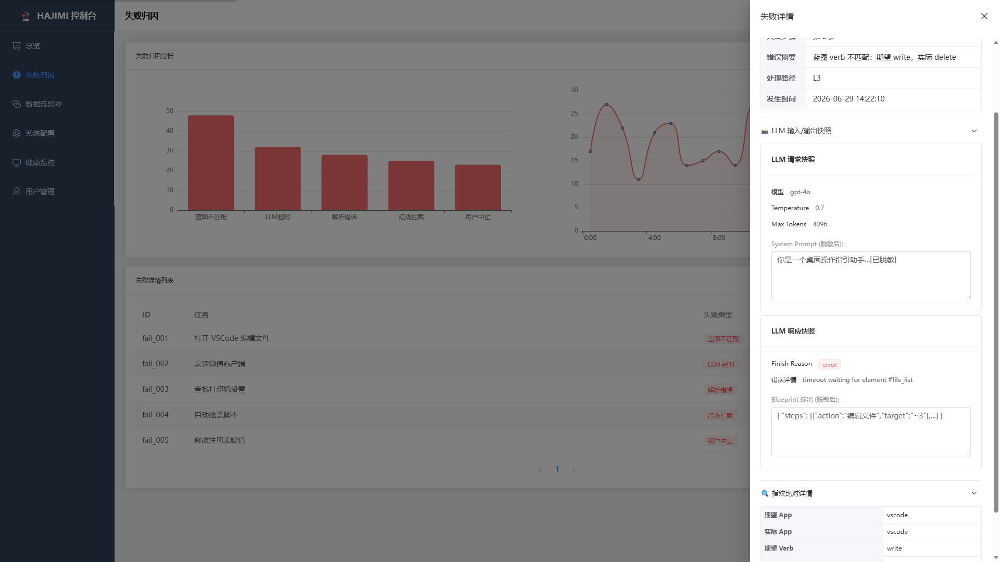 HAJIMI 控制台
总览
失败归因
数据流监控
系统配置
健康监控
用户管理
失败归因
失败归因分析
50
40
30
20
10
0
蓝图不匹配
LLM超时
解析错误
红线拦截
用户中止
30
25
20
15
10
5
0
0:00
4:00
8:00
失败详情列表
ID 任务 失败类型
fail_001 打开 VSCode 编辑文件 蓝图不匹配
fail_002 安装微信客户端 LLM 超时
fail_003 查找打印机设置 解析错误
fail_004 自动抢票脚本 红线拦截
fail_005 修改注册表键值 用户中止
1
失败详情
错误摘要 蓝图 verb 不匹配：期望 write，实际 delete
处理路径 L3
发生时间 2026-06-29 14:22:10
LLM 输入/输出快照
LLM 请求快照
模型 gpt-4o
Temperature 0.7
Max Tokens 4096
System Prompt (脱敏后):
你是一个桌面操作指引助手...[已脱敏]
LLM 响应快照
Finish Reason error
错误详情 timeout waiting for element #file_list
Blueprint 输出 (脱敏后):
{ "steps": [{"action":"编辑文件","target":"~3"},...] }
指纹比对详情
期望 App vscode
实际 App vscode
期望 Verb write